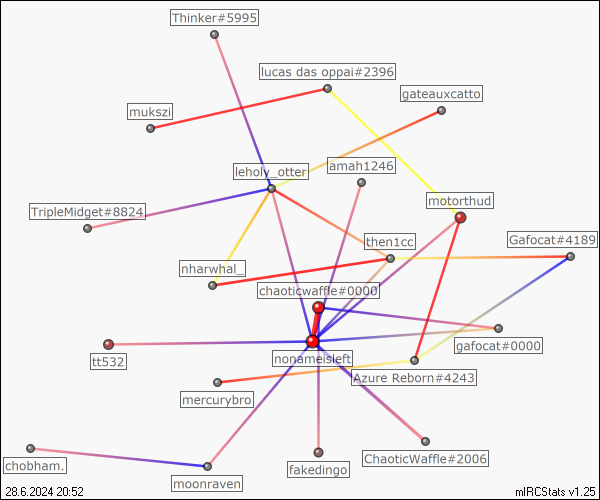 Thinker#5995
lucas das oppai#2396
gateauxcatto
mukszi
amah1246
leholy_otter
motorthud
TripleMidget#8824
then1cc
Gafocat#4189
nharwhal_
chaoticwaffle#0000
gafocat#0000
tt532
nonameisleft
Azure Reborn#4243
mercurybro
ChaoticWaffle#2006
chobham.
fakedingo
moonraven
28.6.2024 20:52
mIRCStats v1.25